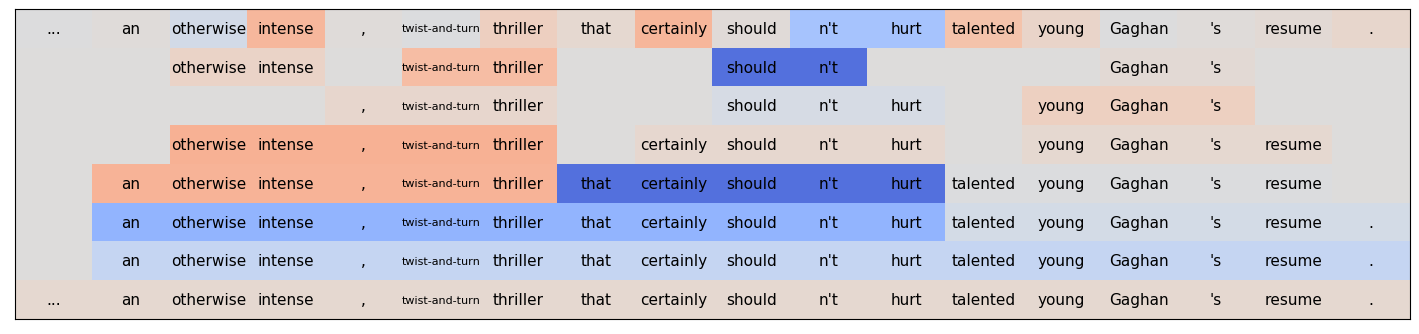 ... an otherwise intense , twist-and-turn thriller that certainly should n't hurt talented young Gaghan 's resume .
otherwise intense twist-and-turn thriller should n't Gaghan 's
, twist-and-turn thriller should n't hurt young Gaghan 's
otherwise intense , twist-and-turn thriller certainly should n't hurt young Gaghan 's resume
an otherwise intense , twist-and-turn thriller that certainly should n't hurt talented young Gaghan 's resume
an otherwise intense , twist-and-turn thriller that certainly should n't hurt talented young Gaghan 's resume .
an otherwise intense , twist-and-turn thriller that certainly should n't hurt talented young Gaghan 's resume .
... an otherwise intense , twist-and-turn thriller that certainly should n't hurt talented young Gaghan 's resume .